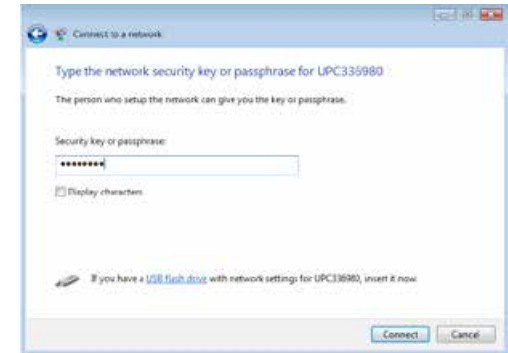 Connect to a network
Type the network security key or passphrase for UPC336980
The person who setup the network can give you the key or passphrase.
Security key or passphrase:
••••••••
Display characters
If you have a USB flash drive with network settings for UPC336980, insert it now.
Connect Cancel